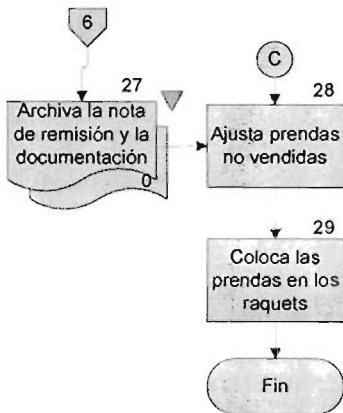 6
C
27
Archiva la nota
de remisión y la
documentación
0
28
Ajusta prendas
no vendidas
29
Coloca las
prendas en los
raquets
Fin